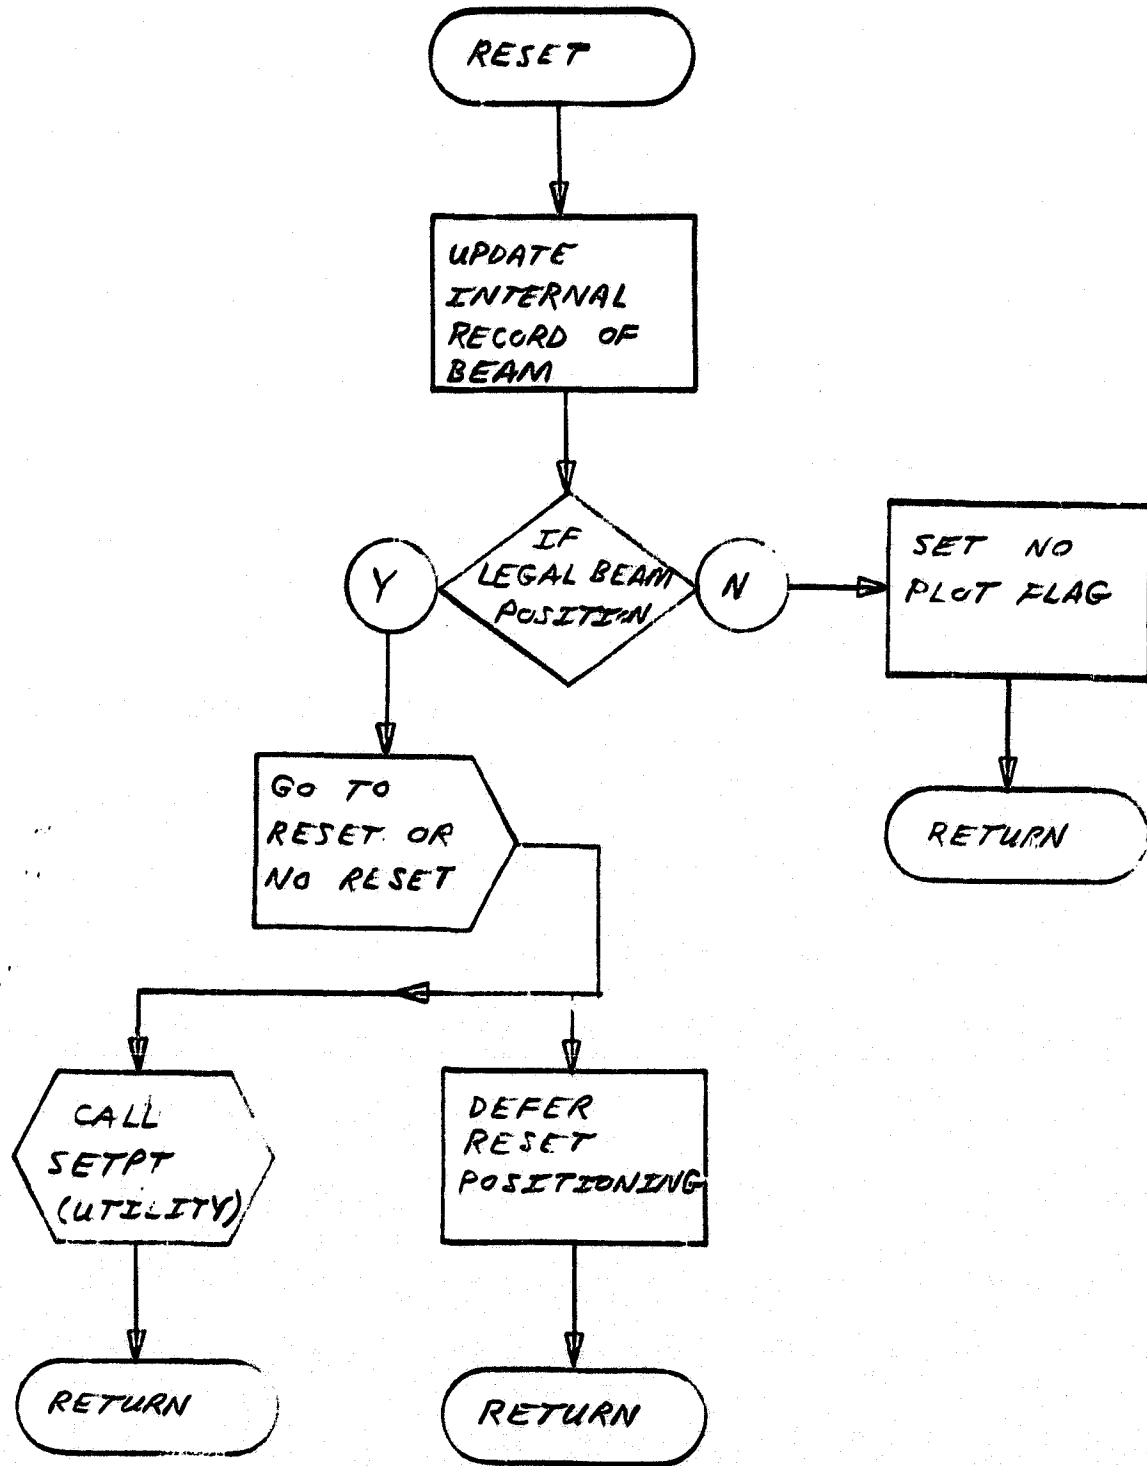 RESET
UPDATE
INTERNAL
RECORD OF
BEAM
IF
LEGAL BEAM
POSITION
Y
N
SET NO
PLOT FLAG
RETURN
GO TO
RESET OR
NO RESET
CALL
SETPT
(UTILITY)
RETURN
DEFER
RESET
POSITIONING
RETURN